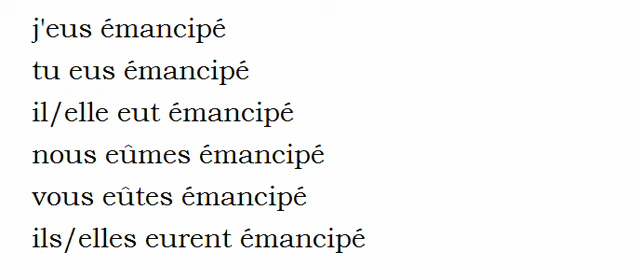 j'eus émancipé
tu eus émancipé
il/elle eut émancipé
nous eûmes émancipé
vous eûtes émancipé
ils/elles eurent émancipé